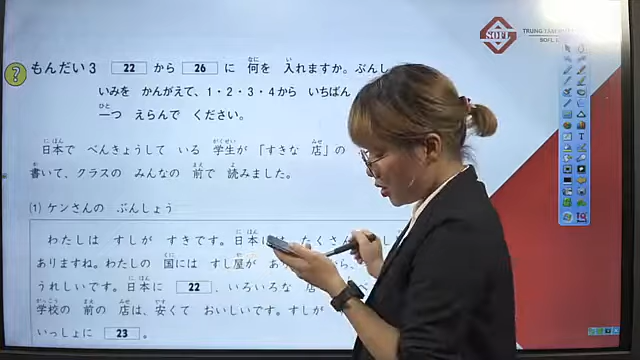 もんだい3 22 から 26 に 何を 入れますか。ぶんし
いみを かんがえて、1・2・3・4から いちばん
一つ えらんで ください。
日本で べんきょうして いる 学生が 「すきな 店」の
書いて、クラスの みんなの 前で 読みました。
(1) ケンさんの ぶんしょう
わたしは すしが すきです。日本
ありますね。わたしの 国には すし屋が あ
うれしいです。日本に 22 、いろいろな
学校の 前の 店は、安くて おいしいです。すしが
いっしょに 23 。
SOFL
TRUNG TÂM
SOFL